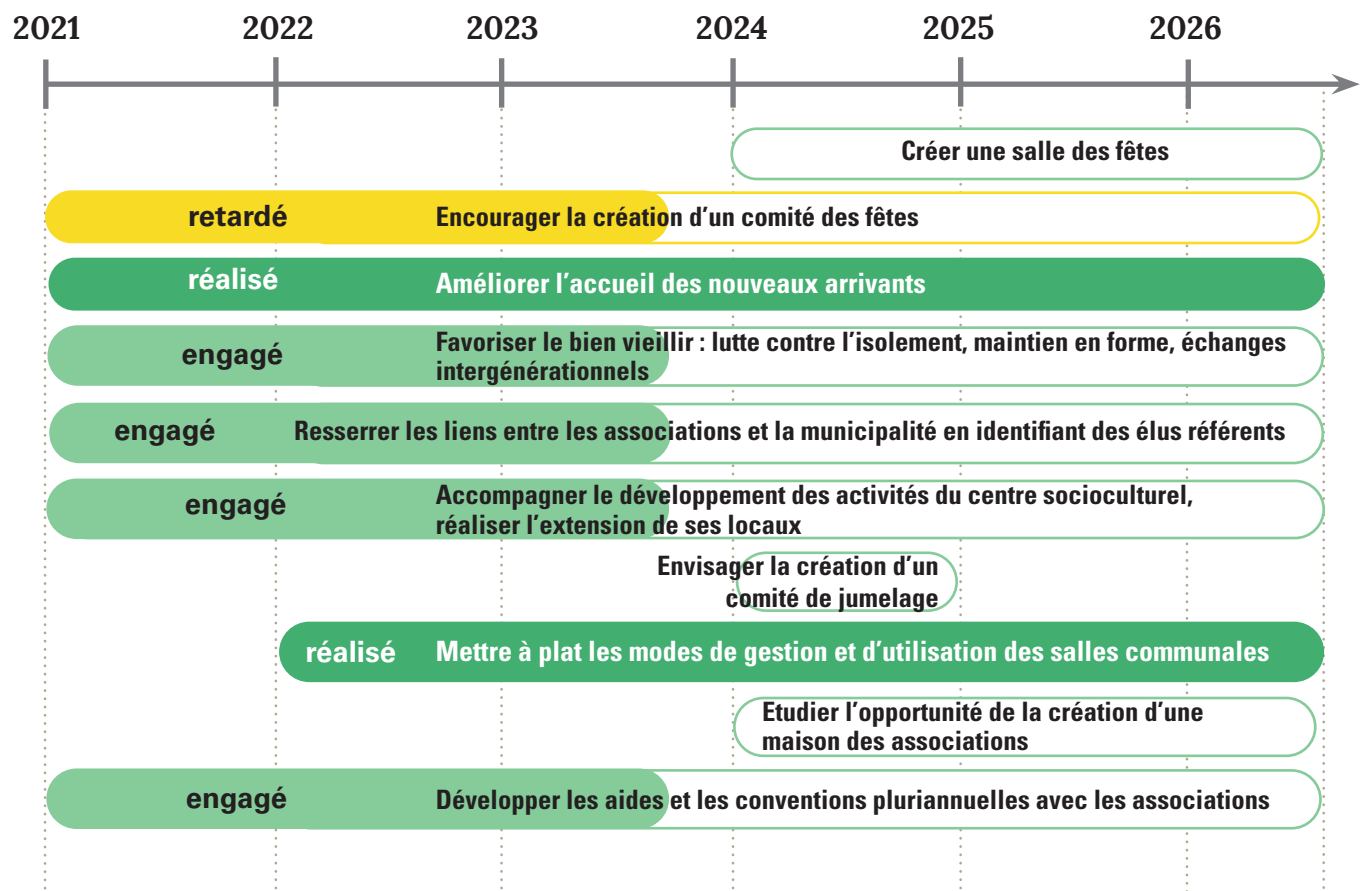 2021 2022 2023 2024 2025 2026
Créer une salle des fêtes
retardé Encourager la création d’un comité des fêtes
réalisé Améliorer l’accueil des nouveaux arrivants
engagé Favoriser le bien vieillir : lutte contre l’isolement, maintien en forme, échanges
intergénérationnels
engagé Resserrer les liens entre les associations et la municipalité en identifiant des élus référents
engagé Accompagner le développement des activités du centre socioculturel,
réaliser l’extension de ses locaux
Envisager la création d’un
comité de jumelage
réalisé Mettre à plat les modes de gestion et d’utilisation des salles communales
Etudier l’opportunité de la création d’une
maison des associations
engagé Développer les aides et les conventions pluriannuelles avec les associations